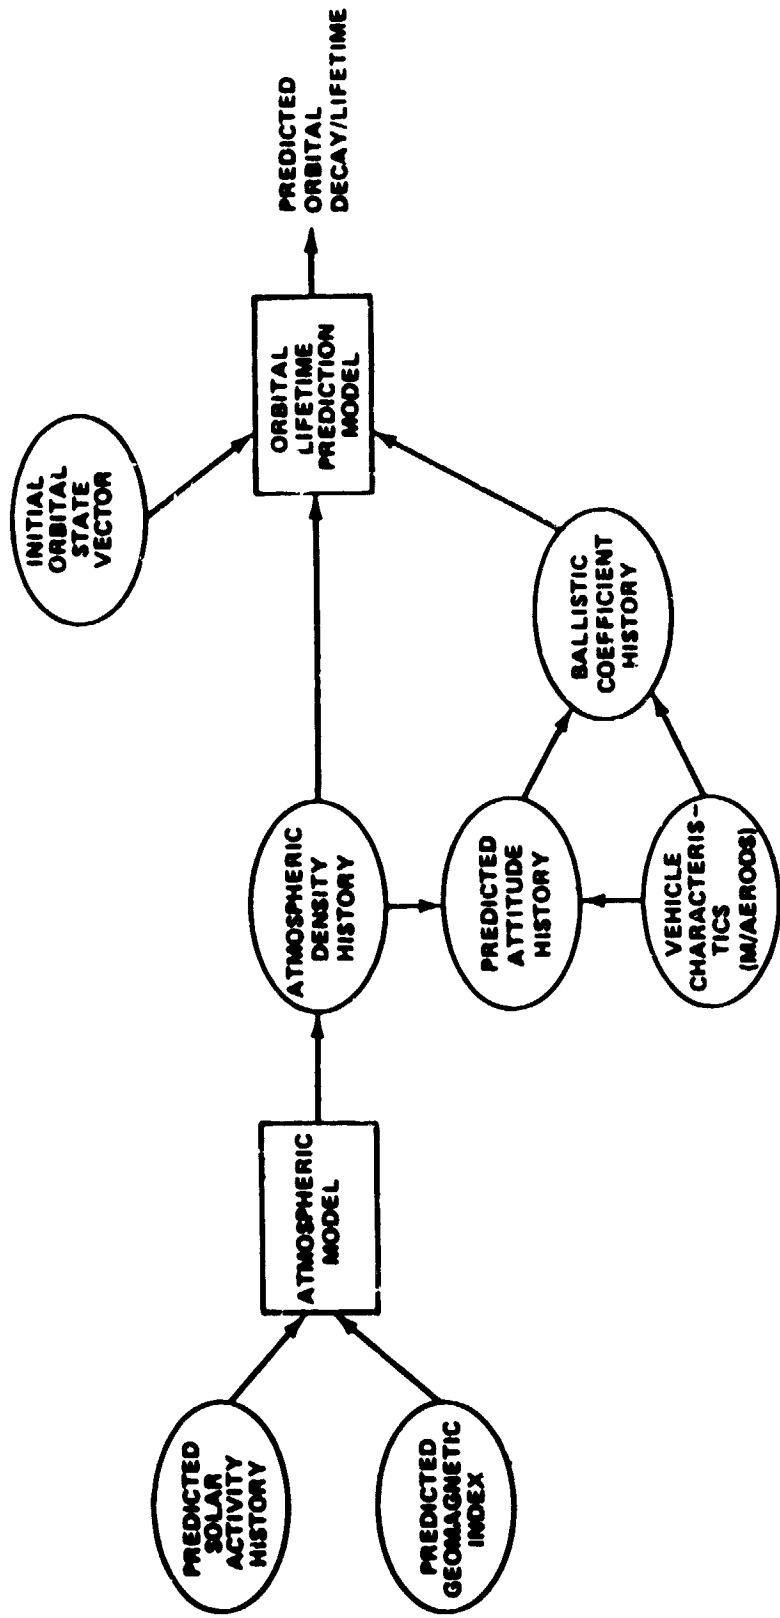 PREDICTED
SOLAR
ACTIVITY
HISTORY
PREDICTED
GEOMAGNETIC
INDEX
ATMOSPHERIC
MODEL
ATMOSPHERIC
DENSITY
HISTORY
PREDICTED
ATTITUDE
HISTORY
VEHICLE
CHARACTERIS-
TICS
(M/AERODS)
BALLISTIC
COEFFICIENT
HISTORY
INITIAL
ORBITAL
STATE
VECTOR
ORBITAL
LIFETIME
PREDICTION
MODEL
PREDICTED
ORBITAL
DECAY/LIFETIME